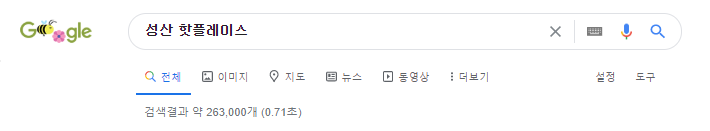 Google 성산 핫플레이스
전체 이미지 지도 뉴스 동영상 더보기 설정 도구
검색결과 약 263,000개 (0.71초)